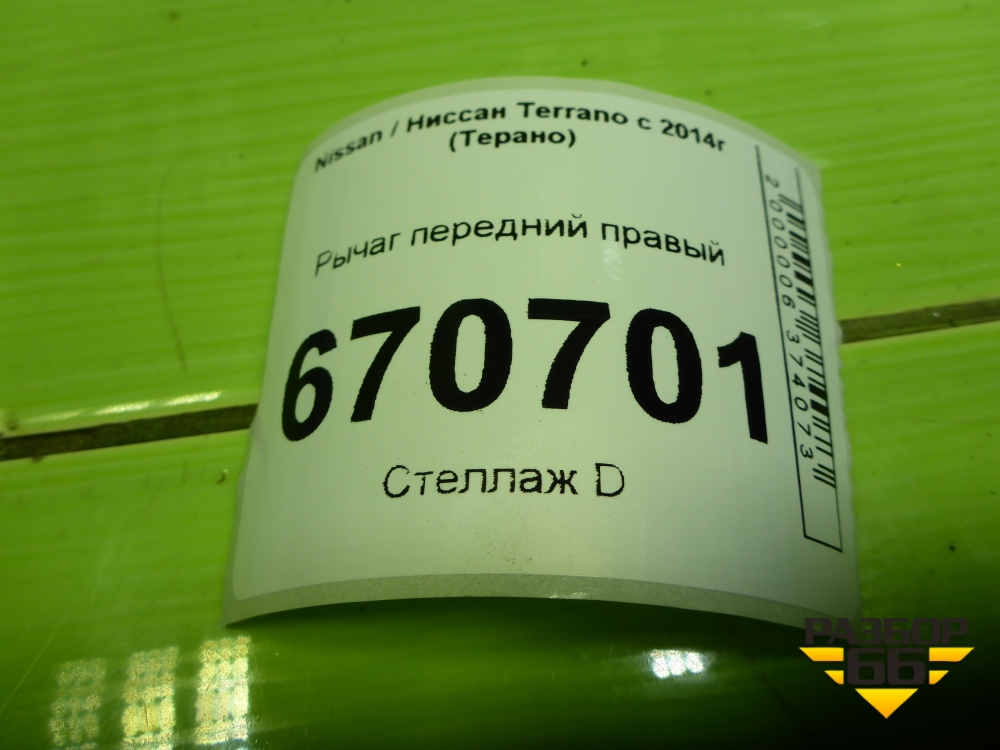 Nissan / Ниссан Terrano с 2014г
(Терано)
Рычаг передний правый
670701
Стеллаж D
2000006374073
РАЗБОР
66